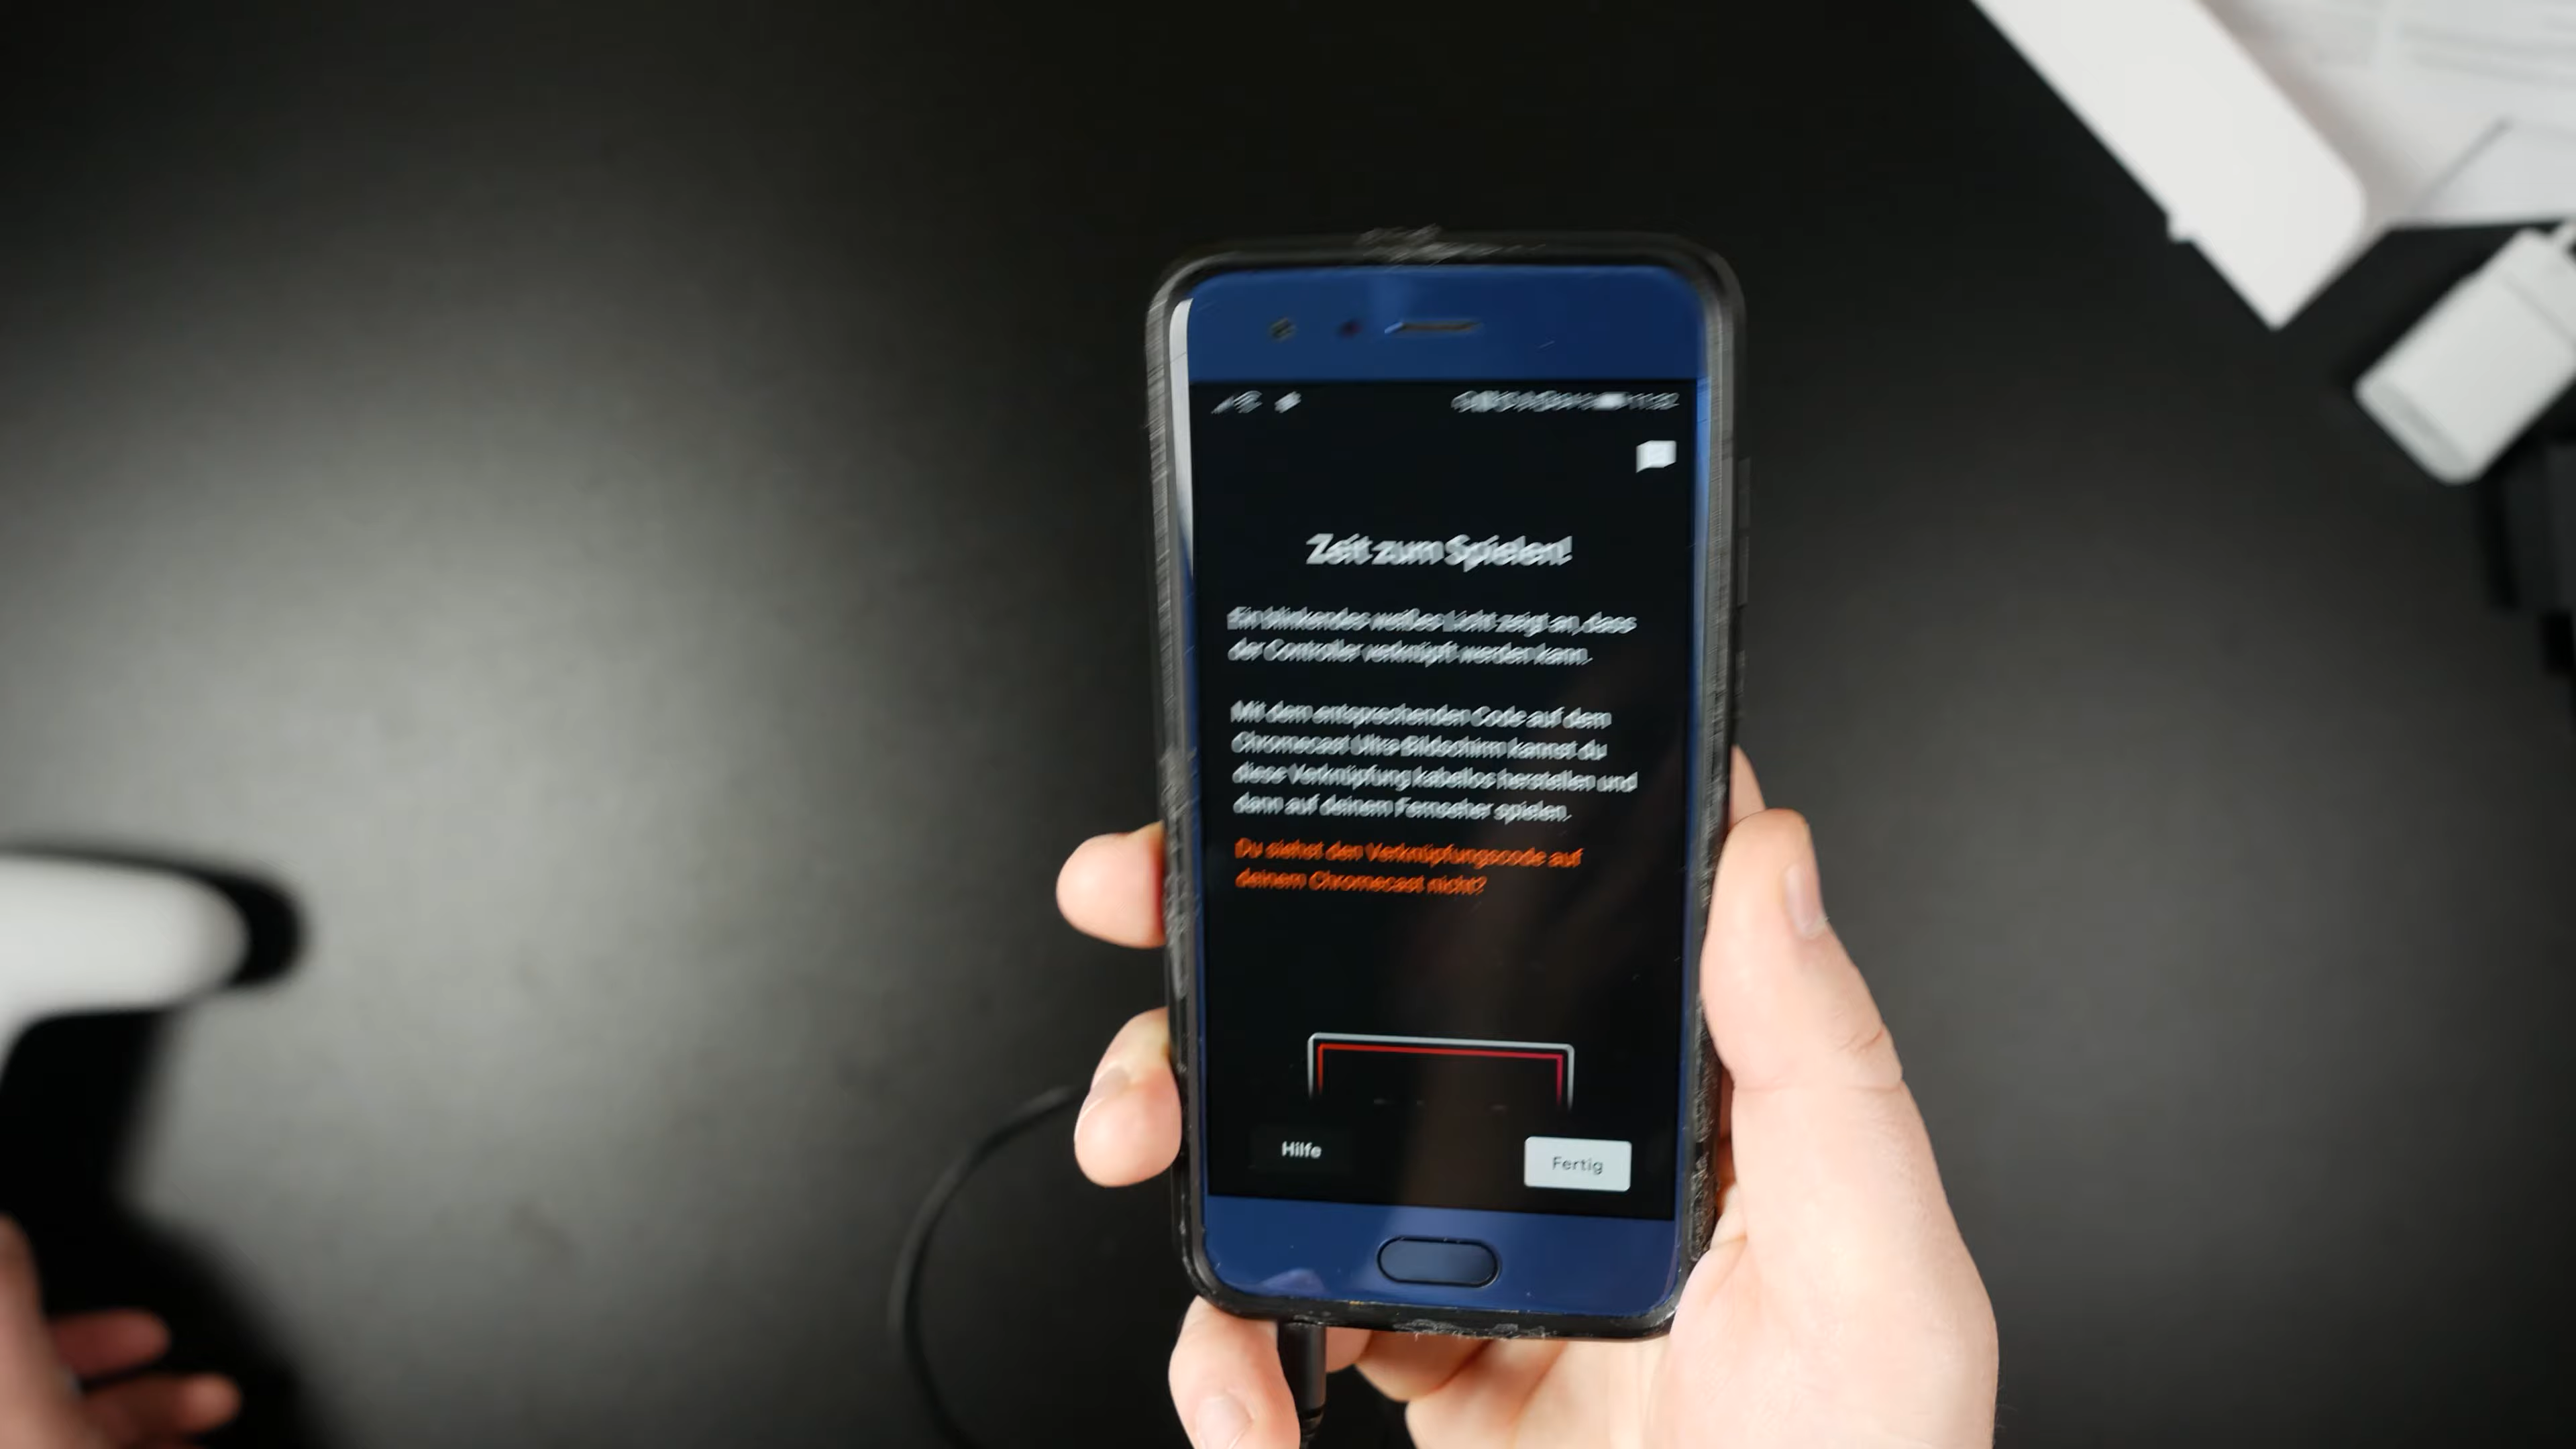 Zeit zum Spielen!
Ein blinkendes weißes Licht zeigt an, dass
der Controller verknüpft werden kann.
Mit dem entsprechenden Code auf dem
Chromecast Ultra-Bildschirm kannst du
diese Verknüpfung kabellos herstellen und
dann auf deinem Fernseher spielen.
Du siehst den Verknüpfungscode auf
deinem Chromecast nicht?
Hilfe
Fertig